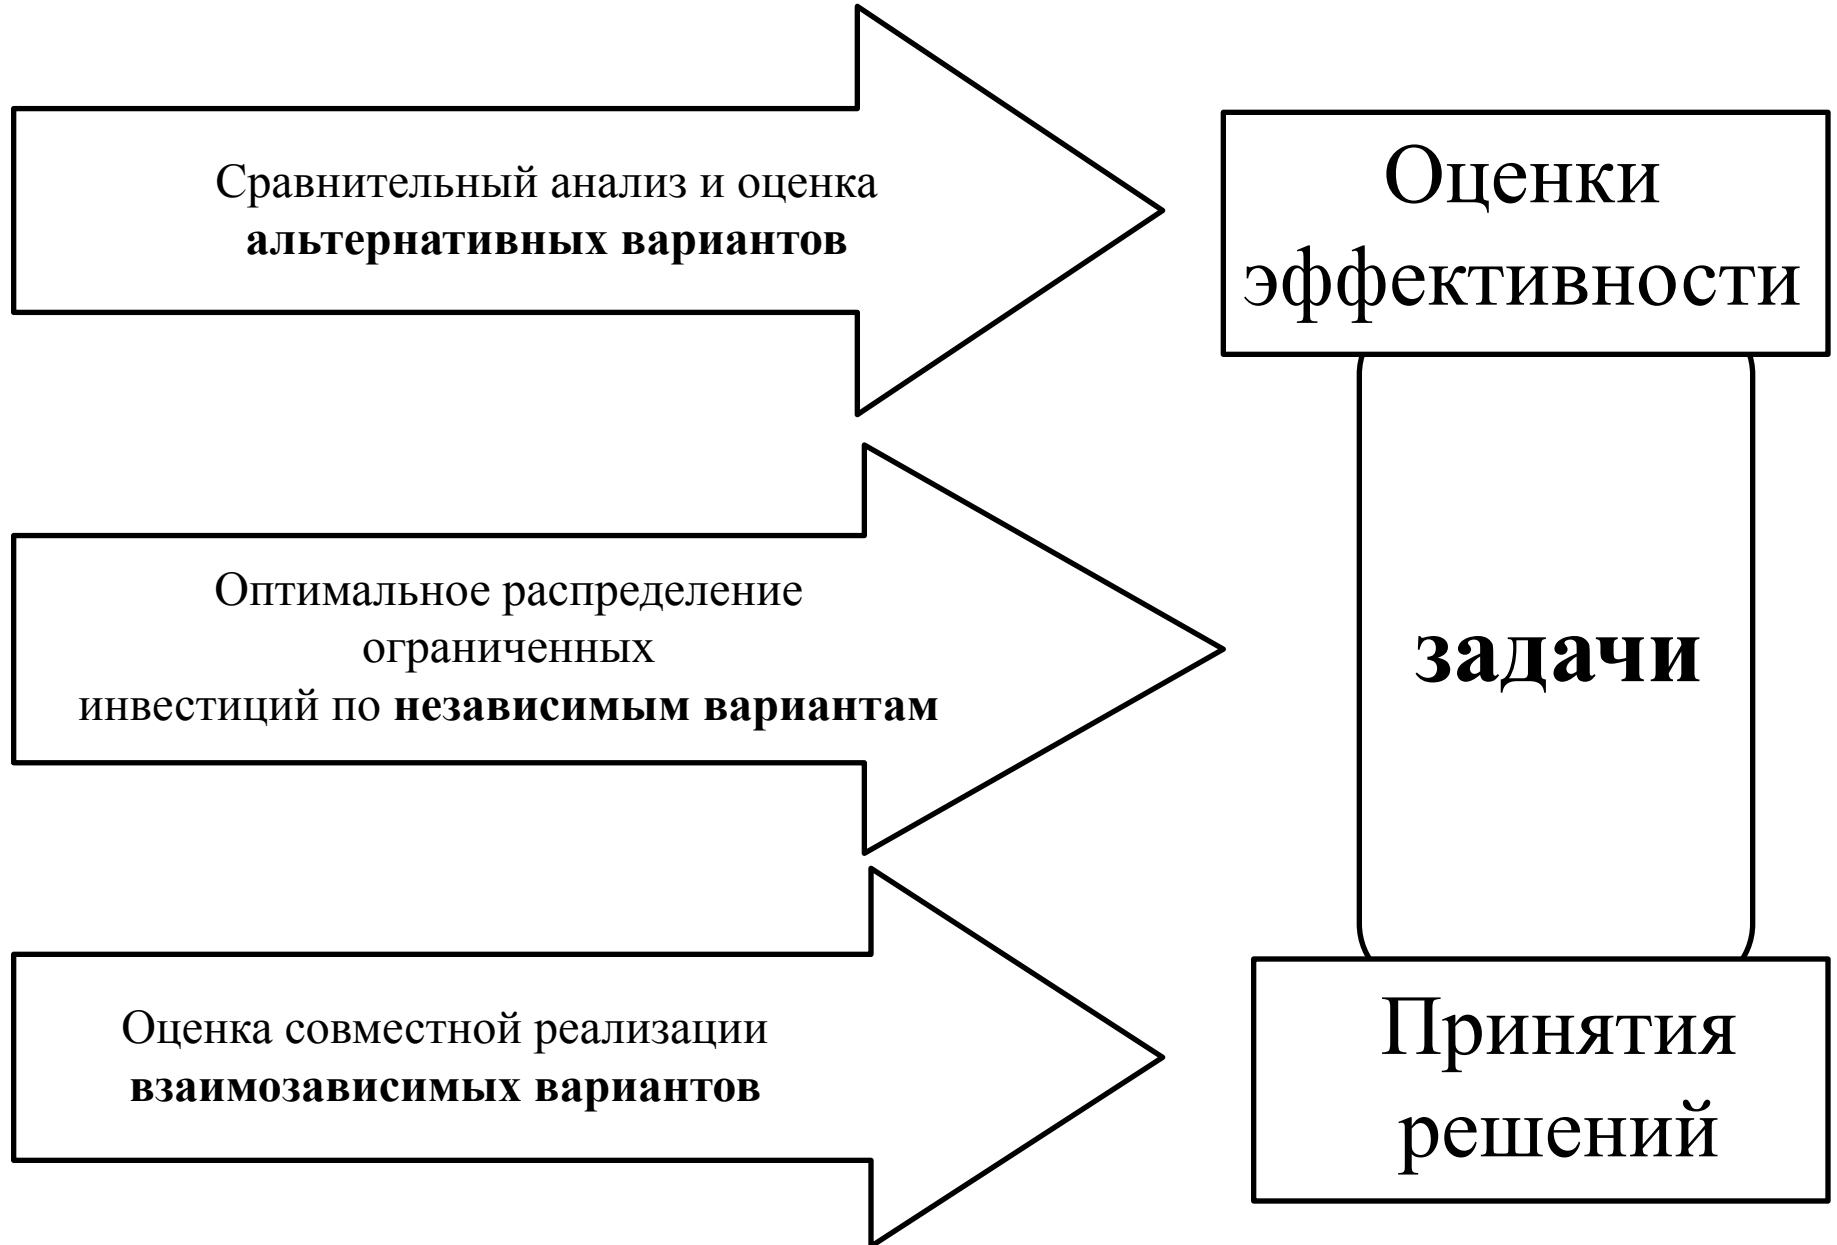 Сравнительный анализ и оценка
альтернативных вариантов
Оптимальное распределение
ограниченных
инвестиций по независимым вариантам
Оценка совместной реализации
взаимозависимых вариантов
Оценки
эффективности
задачи
Принятия
решений